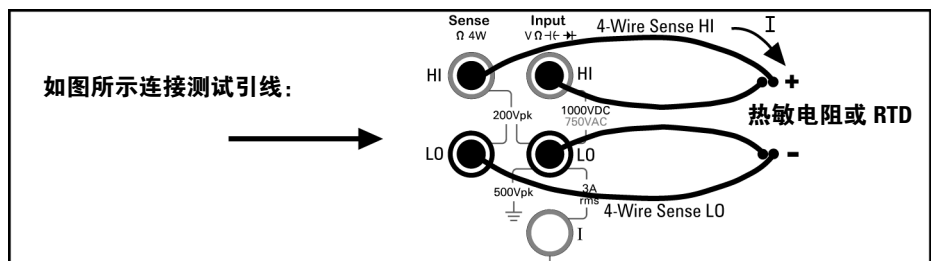 Sense
Ω 4W
Input
V Ω ⊣⊢ ➔|
4-Wire Sense HI
I
HI
HI
+
如图所示连接测试引线：
200Vpk
1000VDC
750VAC
热敏电阻或 RTD
LO
LO
-
500Vpk
3A
rms
4-Wire Sense LO
I